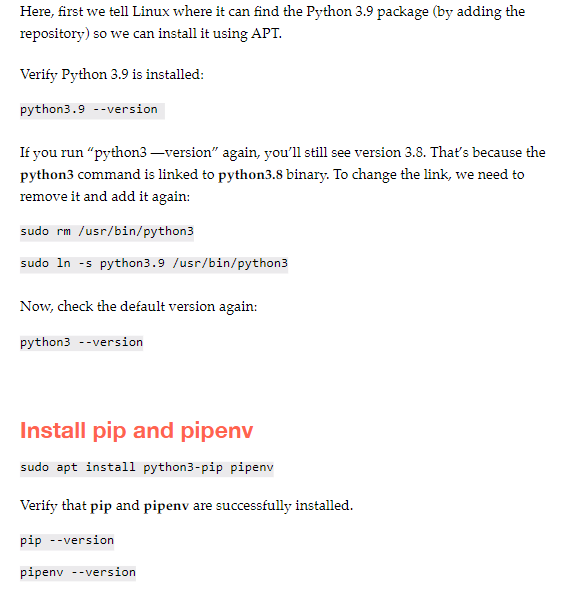 Here, first we tell Linux where it can find the Python 3.9 package (by adding the
repository) so we can install it using APT.
Verify Python 3.9 is installed:
python3.9 --version
If you run “python3 —version” again, you’ll still see version 3.8. That’s because the
python3 command is linked to python3.8 binary. To change the link, we need to
remove it and add it again:
sudo rm /usr/bin/python3
sudo ln -s python3.9 /usr/bin/python3
Now, check the default version again:
python3 --version
Install pip and pipenv
sudo apt install python3-pip pipenv
Verify that pip and pipenv are successfully installed.
pip --version
pipenv --version